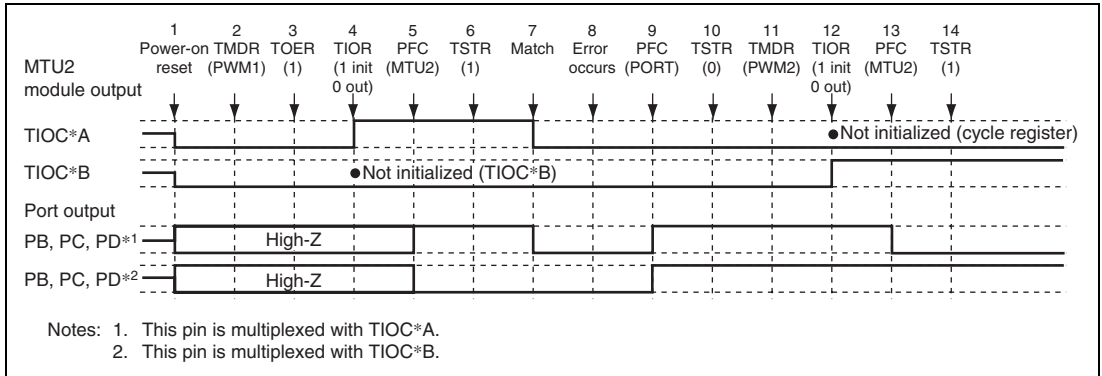 1 2 3 4 5 6 7 8 9 10 11 12 13 14
Power-on TMDR TOER TIOR PFC TSTR Match Error PFC TSTR TMDR TIOR PFC TSTR
MTU2 reset (PWM1) (1) (1 init (MTU2) (1) occurs (PORT) (0) (PWM2) (1 init (MTU2) (1)
module output 0 out) 0 out)
TIOC*A ●Not initialized (cycle register)
TIOC*B ●Not initialized (TIOC*B)
Port output
PB, PC, PD*1 High-Z
PB, PC, PD*2 High-Z
Notes: 1. This pin is multiplexed with TIOC*A.
2. This pin is multiplexed with TIOC*B.